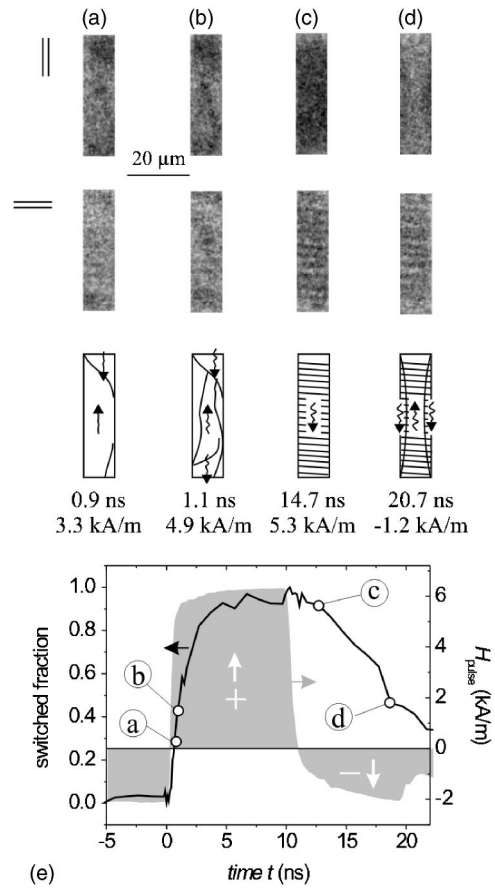 (a) (b) (c) (d)
20 μm
0.9 ns 1.1 ns 14.7 ns 20.7 ns
3.3 kA/m 4.9 kA/m 5.3 kA/m -1.2 kA/m
1.0
0.8
0.6
0.4
0.2
0.0
switched fraction
a
b
c
d
+
−
6
4
2
0
-2
H pulse (kA/m)
-5 0 5 10 15 20
time t (ns)
(e)